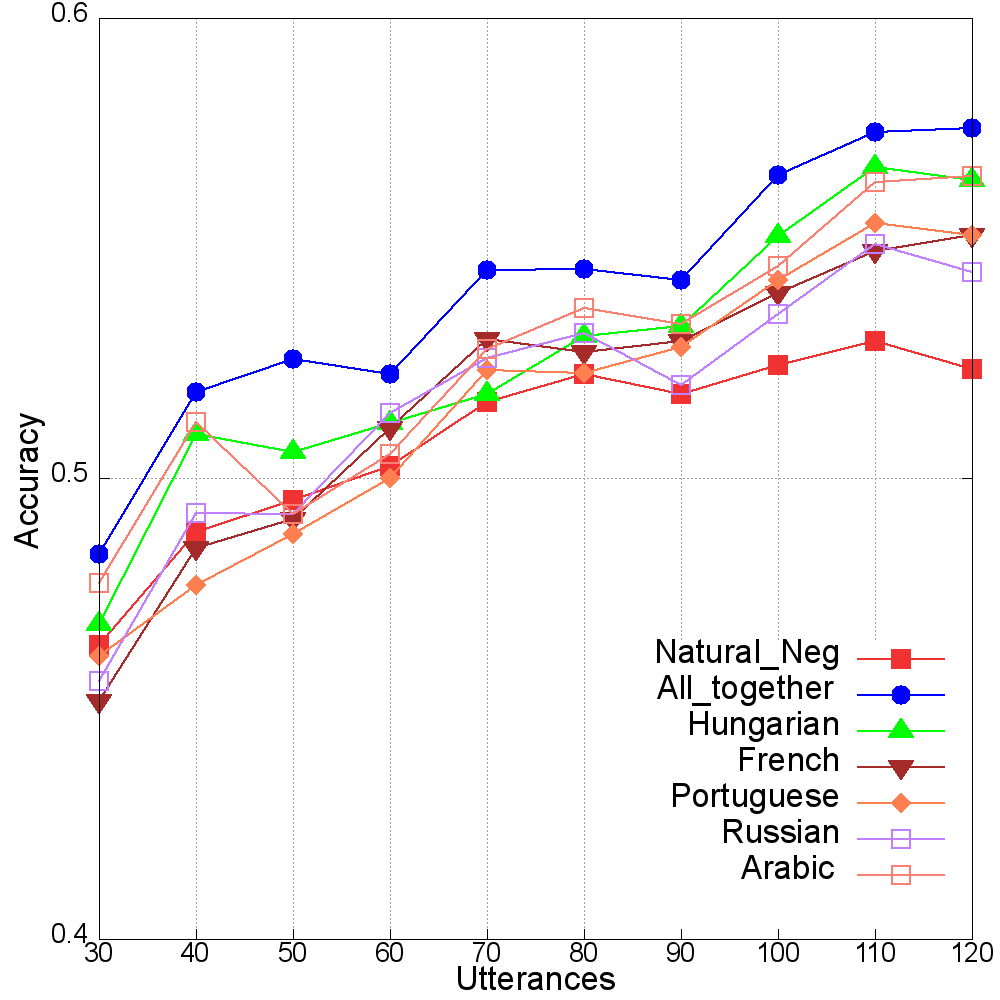 0.6
0.5
0.4
Accuracy
Natural_Neg
All_together
Hungarian
French
Portuguese
Russian
Arabic
30 40 50 60 70 80 90 100 110 120
Utterances